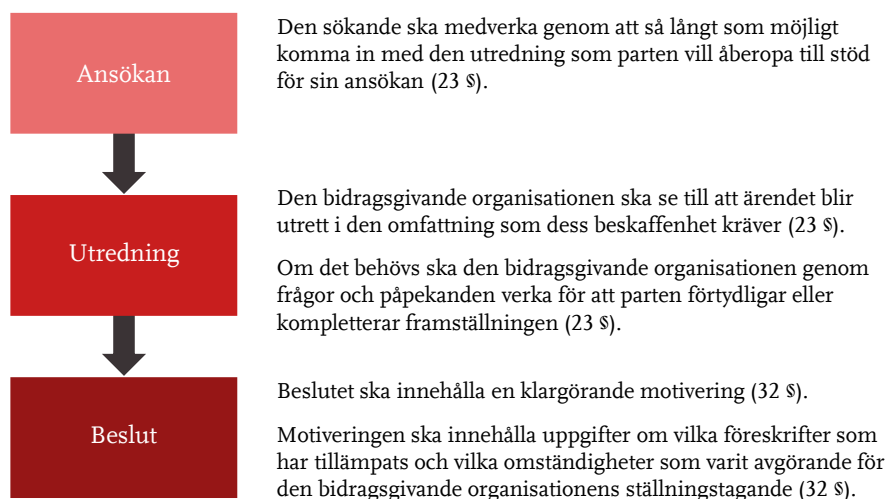 Ansökan
Den sökande ska medverka genom att så långt som möjligt
komma in med den utredning som parten vill åberopa till stöd
för sin ansökan (23 §).
Utredning
Den bidragsgivande organisationen ska se till att ärendet blir
utrett i den omfattning som dess beskaffenhet kräver (23 §).
Om det behövs ska den bidragsgivande organisationen genom
frågor och påpekanden verka för att parten förtydligar eller
kompletterar framställningen (23 §).
Beslut
Beslutet ska innehålla en klargörande motivering (32 §).
Motiveringen ska innehålla uppgifter om vilka föreskrifter som
har tillämpats och vilka omständigheter som varit avgörande för
den bidragsgivande organisationens ställningstagande (32 §).